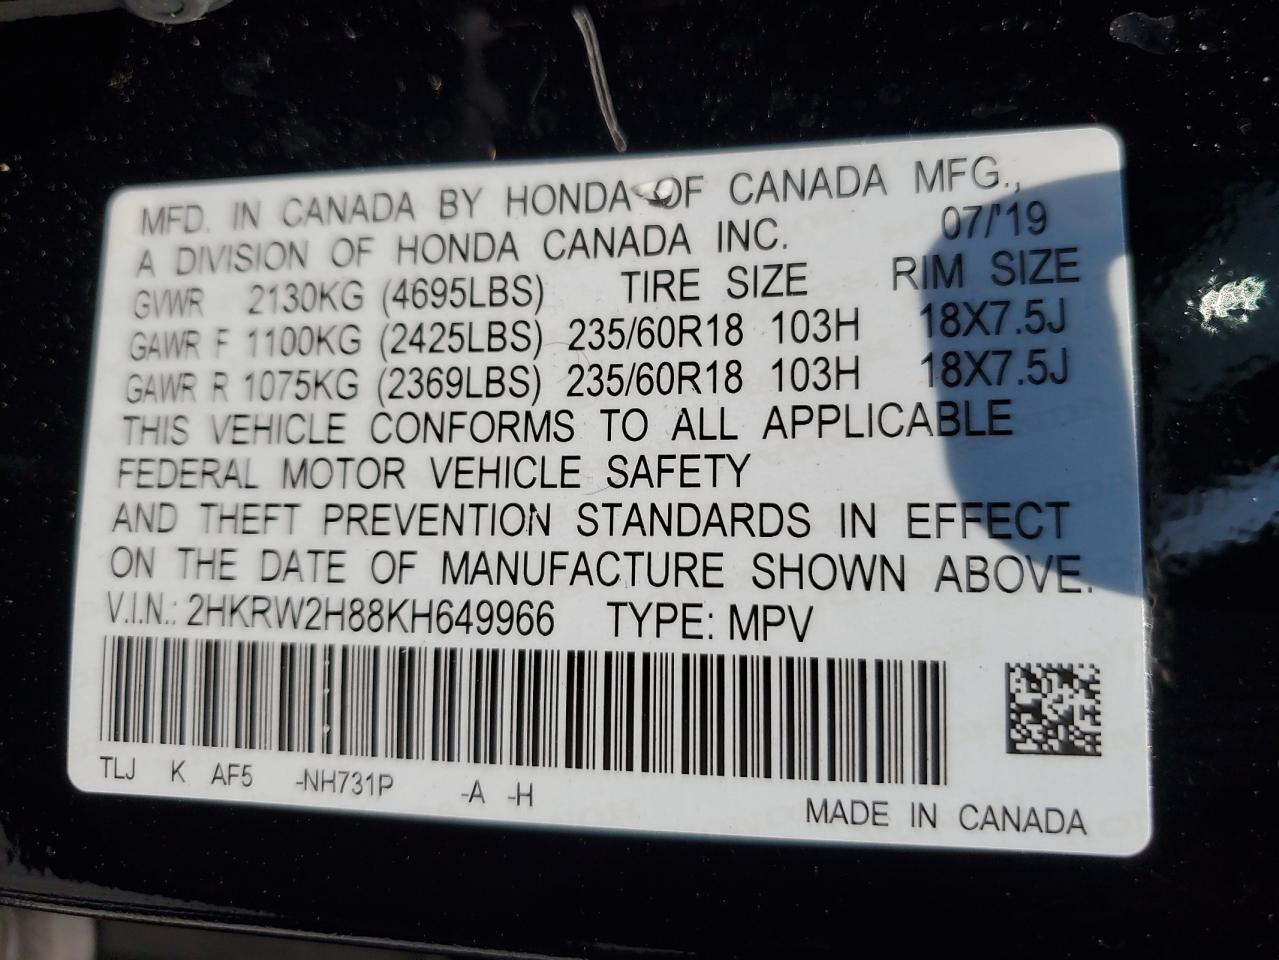 MFD. IN CANADA BY HONDA OF CANADA MFG.,
A DIVISION OF HONDA CANADA INC. 07/'19
GVWR 2130KG (4695LBS) TIRE SIZE RIM SIZE
GAWR F 1100KG (2425LBS) 235/60R18 103H 18X7.5J
GAWR R 1075KG (2369LBS) 235/60R18 103H 18X7.5J
THIS VEHICLE CONFORMS TO ALL APPLICABLE
FEDERAL MOTOR VEHICLE SAFETY
AND THEFT PREVENTION STANDARDS IN EFFECT
ON THE DATE OF MANUFACTURE SHOWN ABOVE.
V.I.N.: 2HKRW2H88KH649966 TYPE: MPV
TLJ K AF5 -NH731P -A -H
MADE IN CANADA